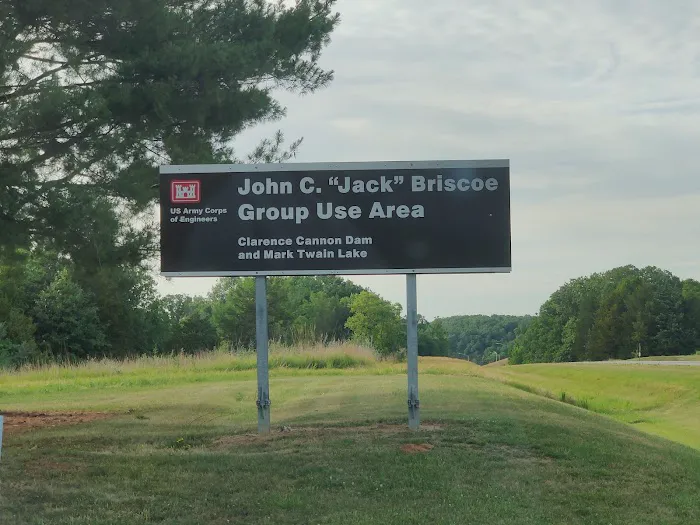 John C. “Jack” Briscoe
Group Use Area
US Army Corps
of Engineers
Clarence Cannon Dam
and Mark Twain Lake